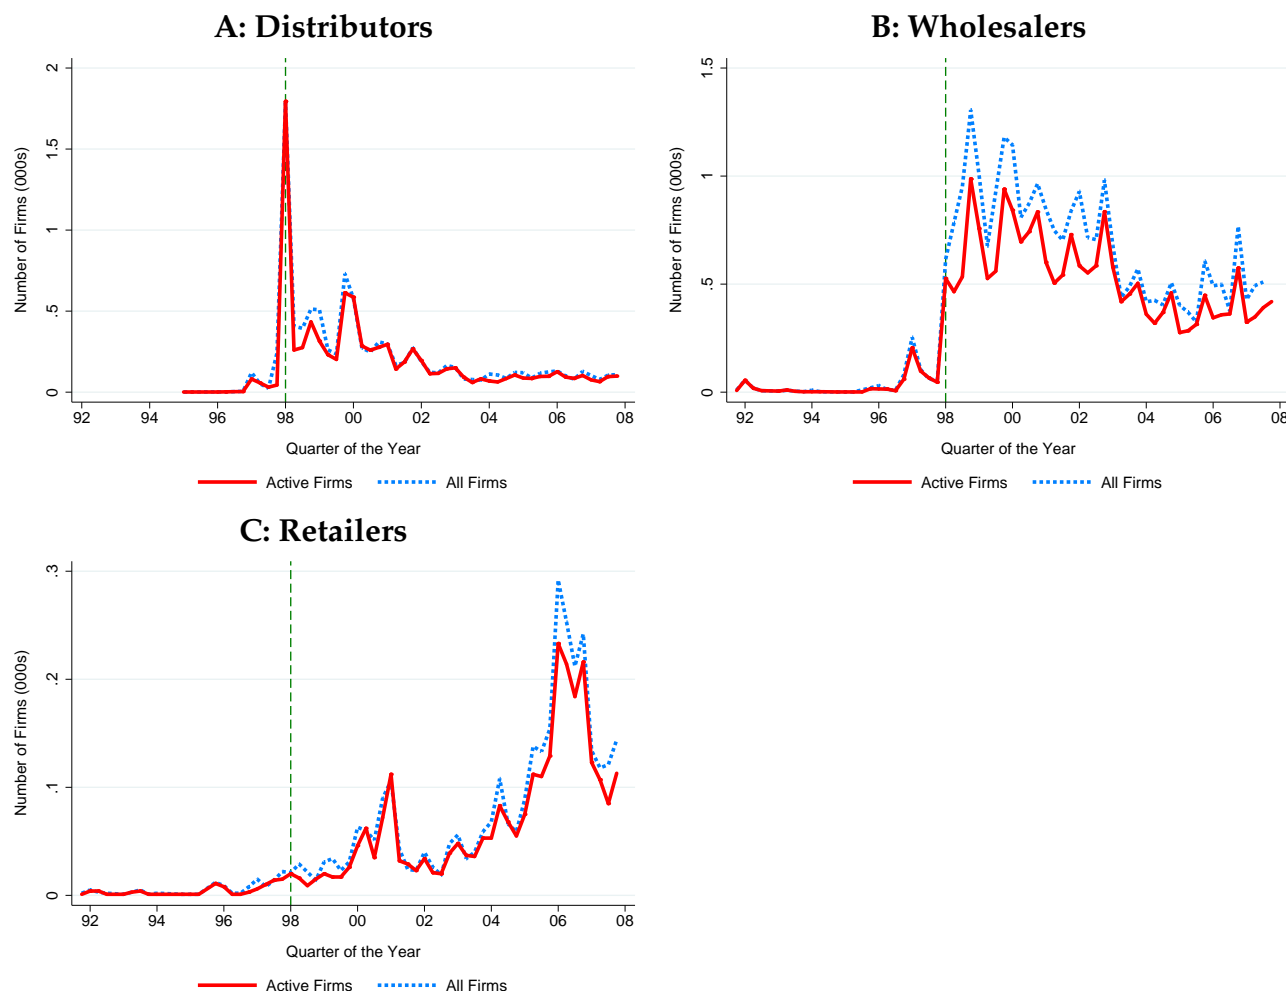 A: Distributors
Number of Firms (000s)
2
1.5
1
.5
0
92 94 96 98 00 02 04 06 08
Quarter of the Year
Active Firms All Firms
B: Wholesalers
Number of Firms (000s)
1.5
1
.5
0
92 94 96 98 00 02 04 06 08
Quarter of the Year
Active Firms All Firms
C: Retailers
Number of Firms (000s)
.3
.2
.1
0
92 94 96 98 00 02 04 06 08
Quarter of the Year
Active Firms All Firms